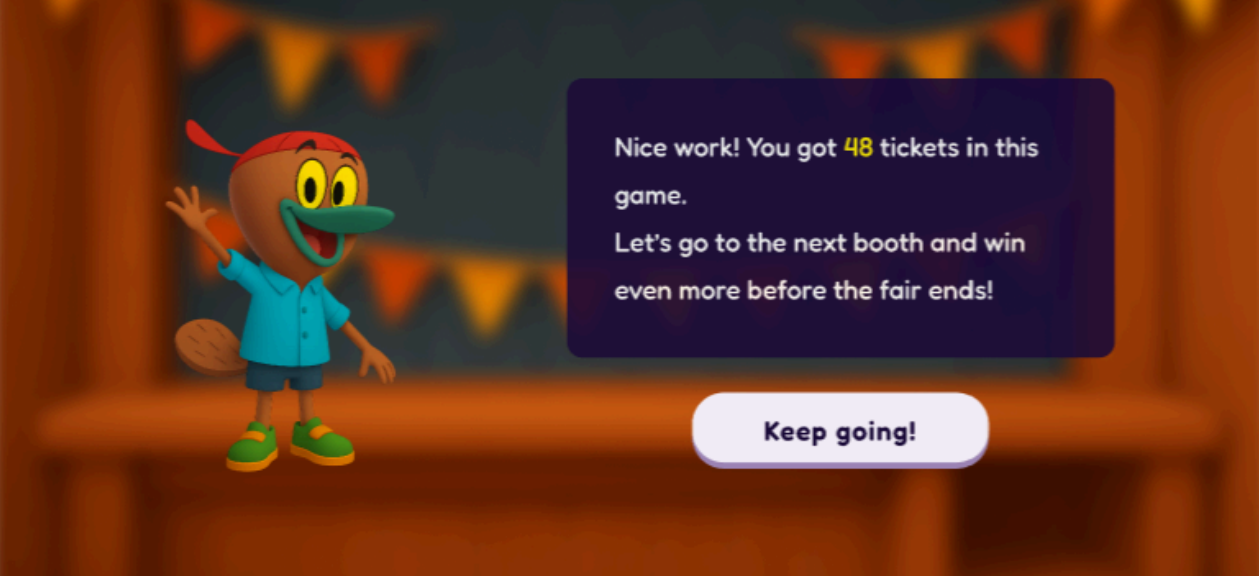 Nice work! You got 48 tickets in this
game.
Let's go to the next booth and win
even more before the fair ends!
Keep going!